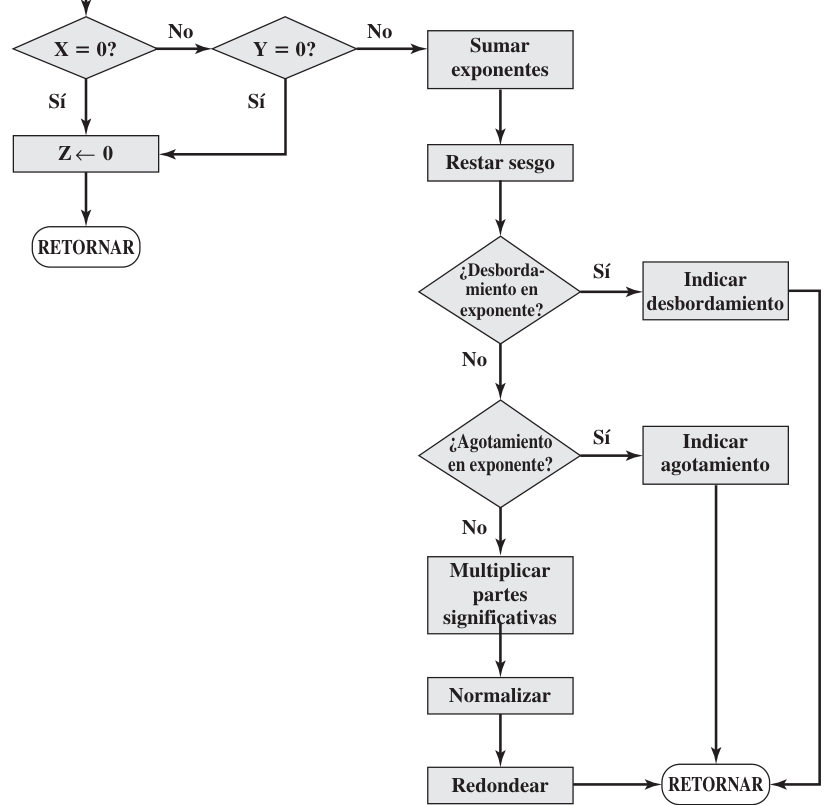 X = 0?
No
Y = 0?
No
Sumar
exponentes
Sí
Sí
Z ← 0
Restar sesgo
RETORNAR
¿Desborda-
miento en
exponente?
Sí
Indicar
desbordamiento
No
¿Agotamiento
en exponente?
Sí
Indicar
agotamiento
No
Multiplicar
partes
significativas
Normalizar
Redondear
RETORNAR